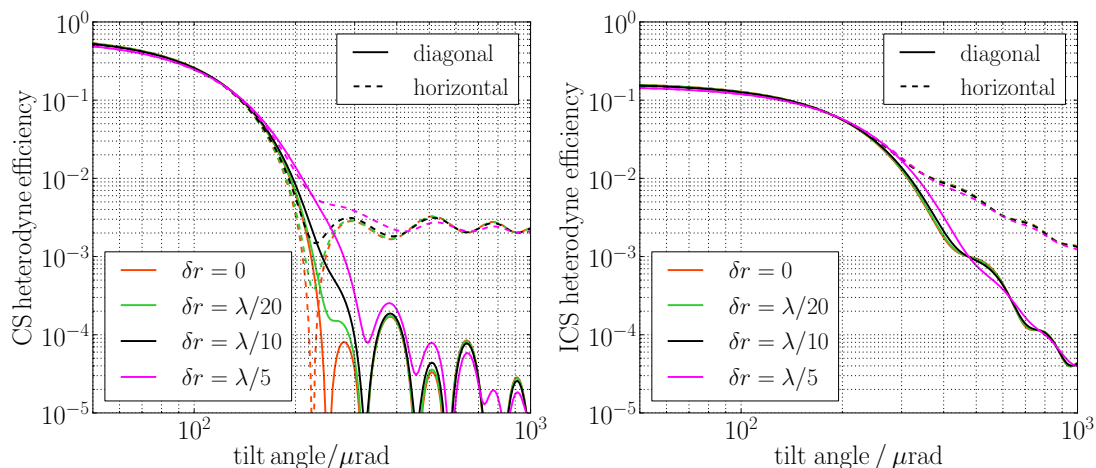 CS heterodyne efficiency
10^0
10^{-1}
10^{-2}
10^{-3}
10^{-4}
10^{-5}
diagonal
horizontal
δr = 0
δr = λ/20
δr = λ/10
δr = λ/5
10^2
10^3
tilt angle/μrad
ICS heterodyne efficiency
10^0
10^{-1}
10^{-2}
10^{-3}
10^{-4}
10^{-5}
diagonal
horizontal
δr = 0
δr = λ/20
δr = λ/10
δr = λ/5
10^2
10^3
tilt angle / μrad